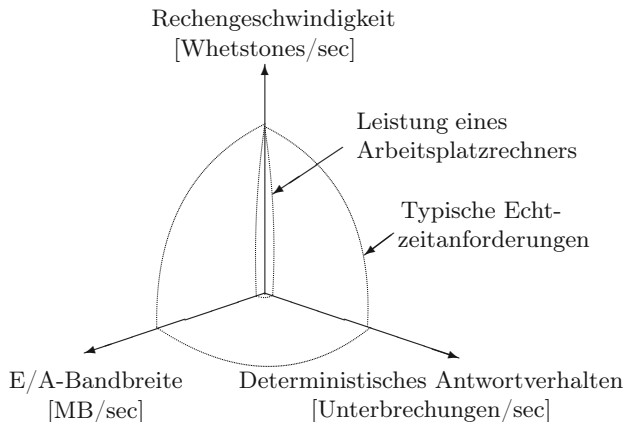 Rechengeschwindigkeit
[Whetstones/sec]
Leistung eines
Arbeitsplatzrechners
Typische Echt-
zeitanforderungen
E/A-Bandbreite
[MB/sec]
Deterministisches Antwortverhalten
[Unterbrechungen/sec]